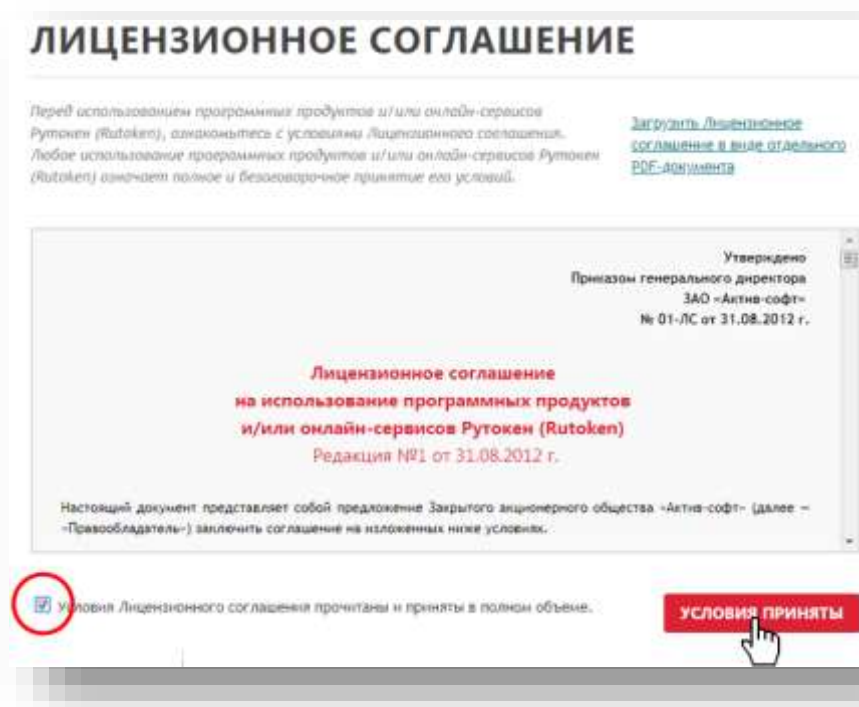 ЛИЦЕНЗИОННОЕ СОГЛАШЕНИЕ
Перед использованием программных продуктов и/или онлайн-сервисов
Рутокен (Rutoken), ознакомьтесь с условиями Лицензионного соглашения.
Любое использование программных продуктов и/или онлайн-сервисов Рутокен
(Rutoken) означает полное и безоговорочное принятие его условий.
Загрузить Лицензионное
соглашение в виде отдельного
PDF-документа
Утверждено
Приказом генерального директора
ЗАО «Актив-софт»
№ 01-ЛС от 31.08.2012 г.
Лицензионное соглашение
на использование программных продуктов
и/или онлайн-сервисов Рутокен (Rutoken)
Редакция №1 от 31.08.2012 г.
Настоящий документ представляет собой предложение Закрытого акционерного общества «Актив-софт» (далее –
«Правообладатель») заключить соглашение на изложенных ниже условиях.
Условия Лицензионного соглашения прочитаны и приняты в полном объеме.
УСЛОВИЯ ПРИНЯТЫ